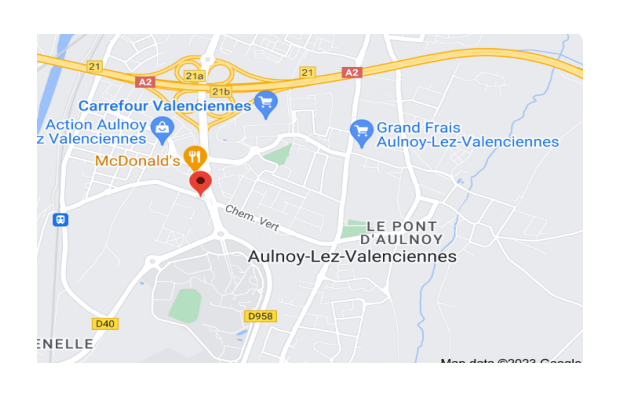 21
A2
21a
21
A2
21b
Carrefour Valenciennes
Action Aulnoy
z Valenciennes
Grand Frais
Aulnoy-Lez-Valenciennes
McDonald's
Chem. Vert
LE PONT
D'AULNOY
Aulnoy-Lez-Valenciennes
D958
D40
ENELLE
Map data ©2023 Google